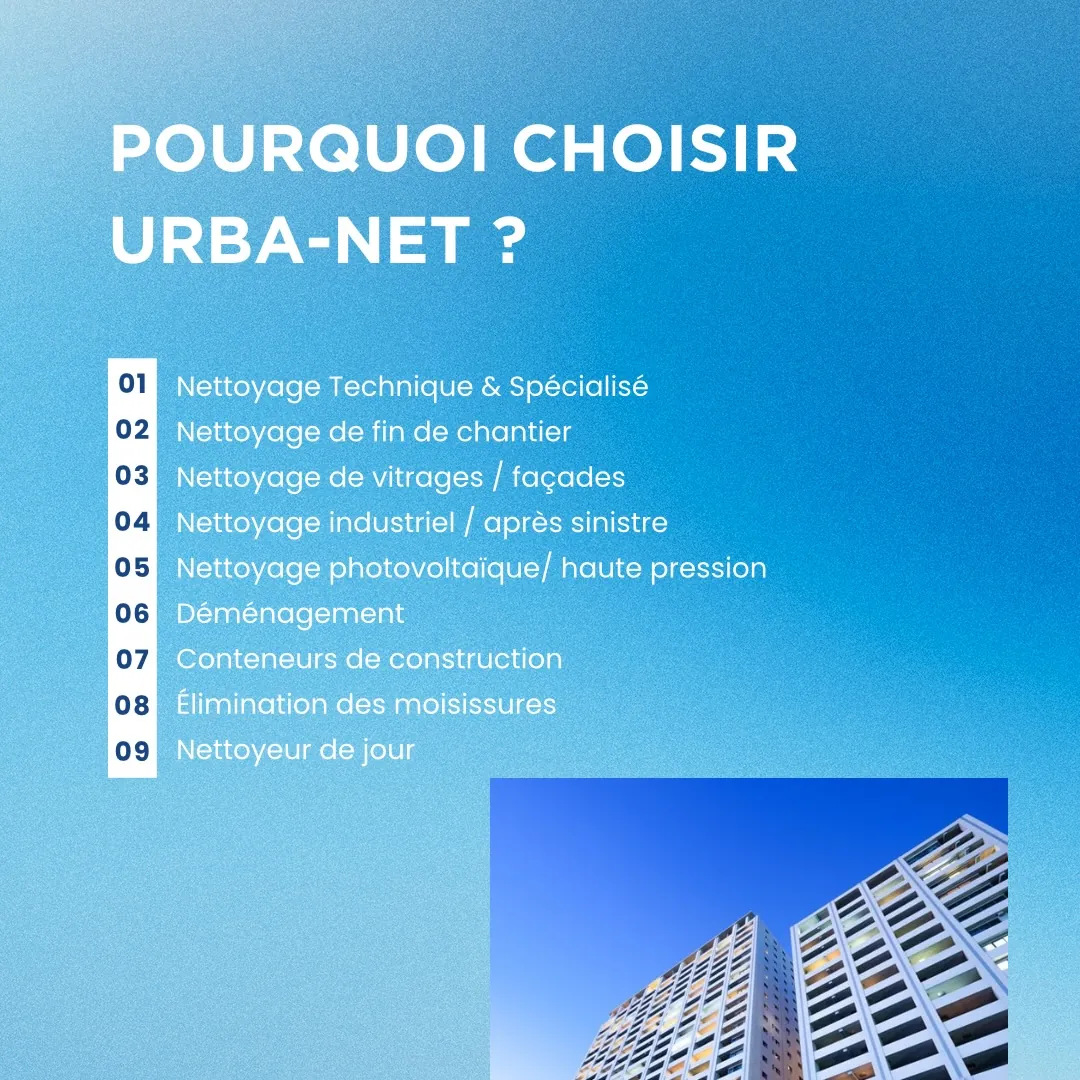 POURQUOI CHOISIR
URBA-NET ?
01 Nettoyage Technique & Spécialisé
02 Nettoyage de fin de chantier
03 Nettoyage de vitrages / façades
04 Nettoyage industriel / après sinistre
05 Nettoyage photovoltaïque/ haute pression
06 Déménagement
07 Conteneurs de construction
08 Élimination des moisissures
09 Nettoyeur de jour